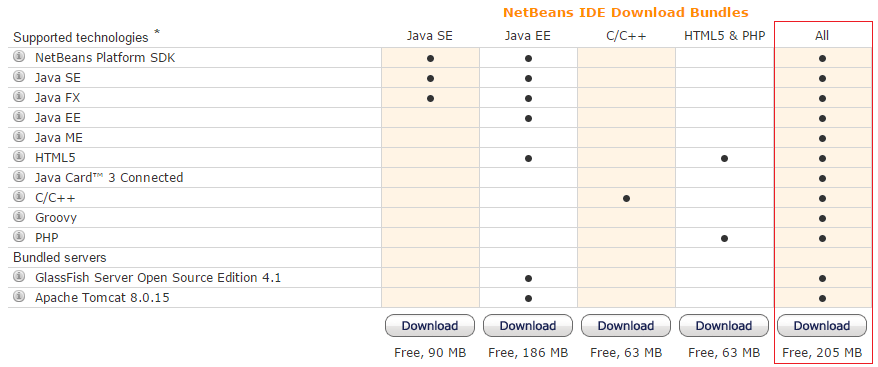 NetBeans IDE Download Bundles
Supported technologies * Java SE Java EE C/C++ HTML5 & PHP All
NetBeans Platform SDK • • •
Java SE • • •
Java FX • • •
Java EE • •
Java ME •
HTML5 • • •
Java Card™ 3 Connected •
C/C++ • •
Groovy •
PHP • •
Bundled servers
GlassFish Server Open Source Edition 4.1 • •
Apache Tomcat 8.0.15 • •
Download Download Download Download Download
Free, 90 MB Free, 186 MB Free, 63 MB Free, 63 MB Free, 205 MB